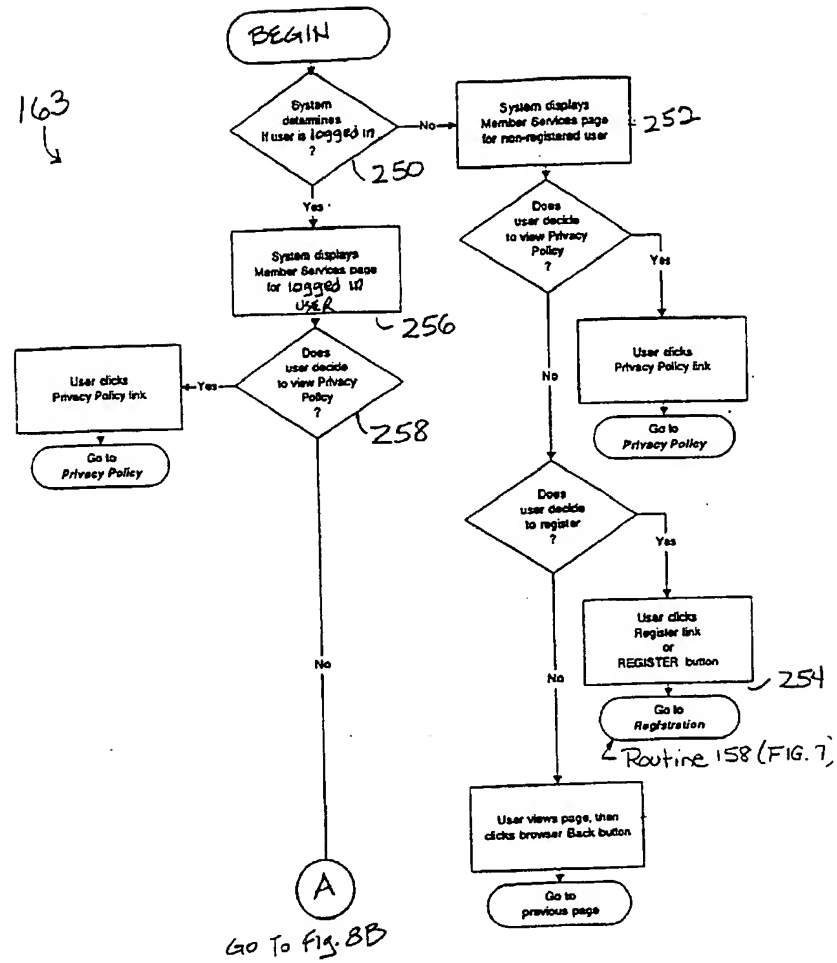 BEGIN
163
System
determines
if user is logged in
?
No
250
System displays
Member Services page
for non-registered user
252
Yes
System displays
Member Services page
for logged in
USER
256
Does
user decide
to view Privacy
Policy
?
Yes
User clicks
Privacy Policy link
Go to
Privacy Policy
No
Does
user decide
to view Privacy
Policy
?
258
Yes
User clicks
Privacy Policy link
Go to
Privacy Policy
No
Does
user decide
to register
?
Yes
User clicks
Register link
or
REGISTER button
254
Go to
Registration
Routine 158 (FIG. 7)
No
User views page, then
clicks browser Back button
Go to
previous page
A
GO TO Fig. 8B